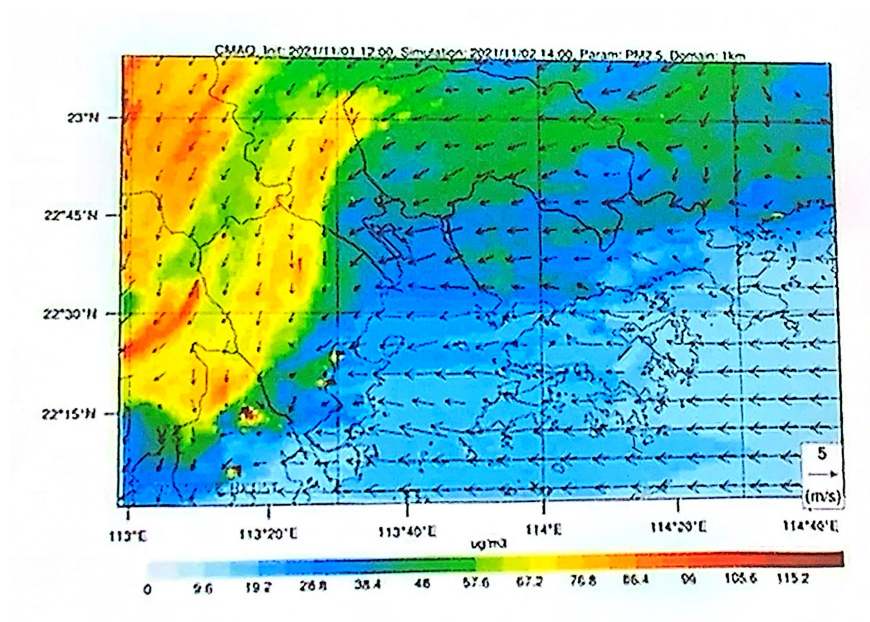 CMAQ, Init: 2021/11/01 12:00, Simulation: 2021/11/02 14:00, Param: PM2.5, Domain: 1km
23°N
22°45'N
22°30'N
22°15'N
5
(m/s)
113°E 113°20'E 113°40'E 114°E 114°20'E 114°40'E
ug/m3
0 9.6 19.2 28.8 38.4 48 57.6 67.2 76.8 86.4 96 105.6 115.2